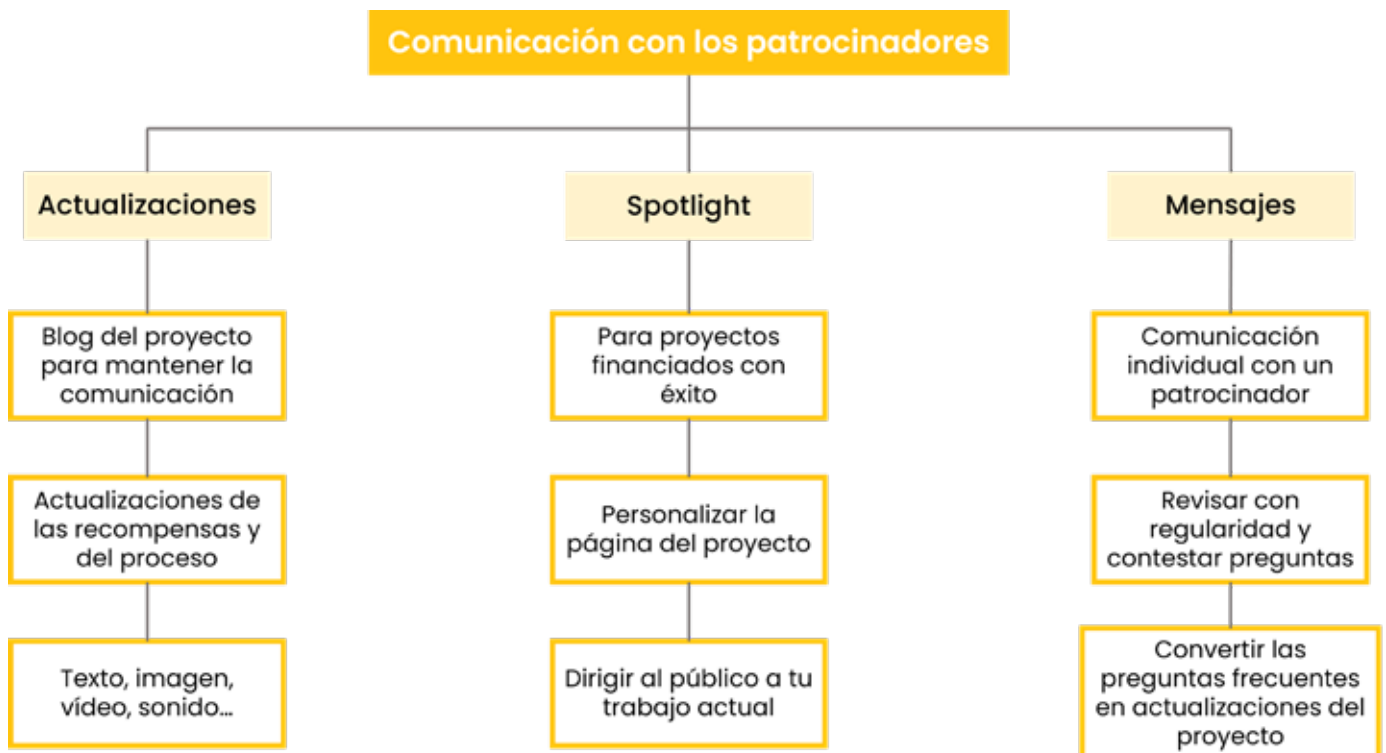 Comunicación con los patrocinadores
Actualizaciones
Blog del proyecto
para mantener la
comunicación
Actualizaciones de
las recompensas y
del proceso
Texto, imagen,
vídeo, sonido...
Spotlight
Para proyectos
financiados con
éxito
Personalizar la
página del proyecto
Dirigir al público a tu
trabajo actual
Mensajes
Comunicación
individual con un
patrocinador
Revisar con
regularidad y
contestar preguntas
Convertir las
preguntas frecuentes
en actualizaciones del
proyecto